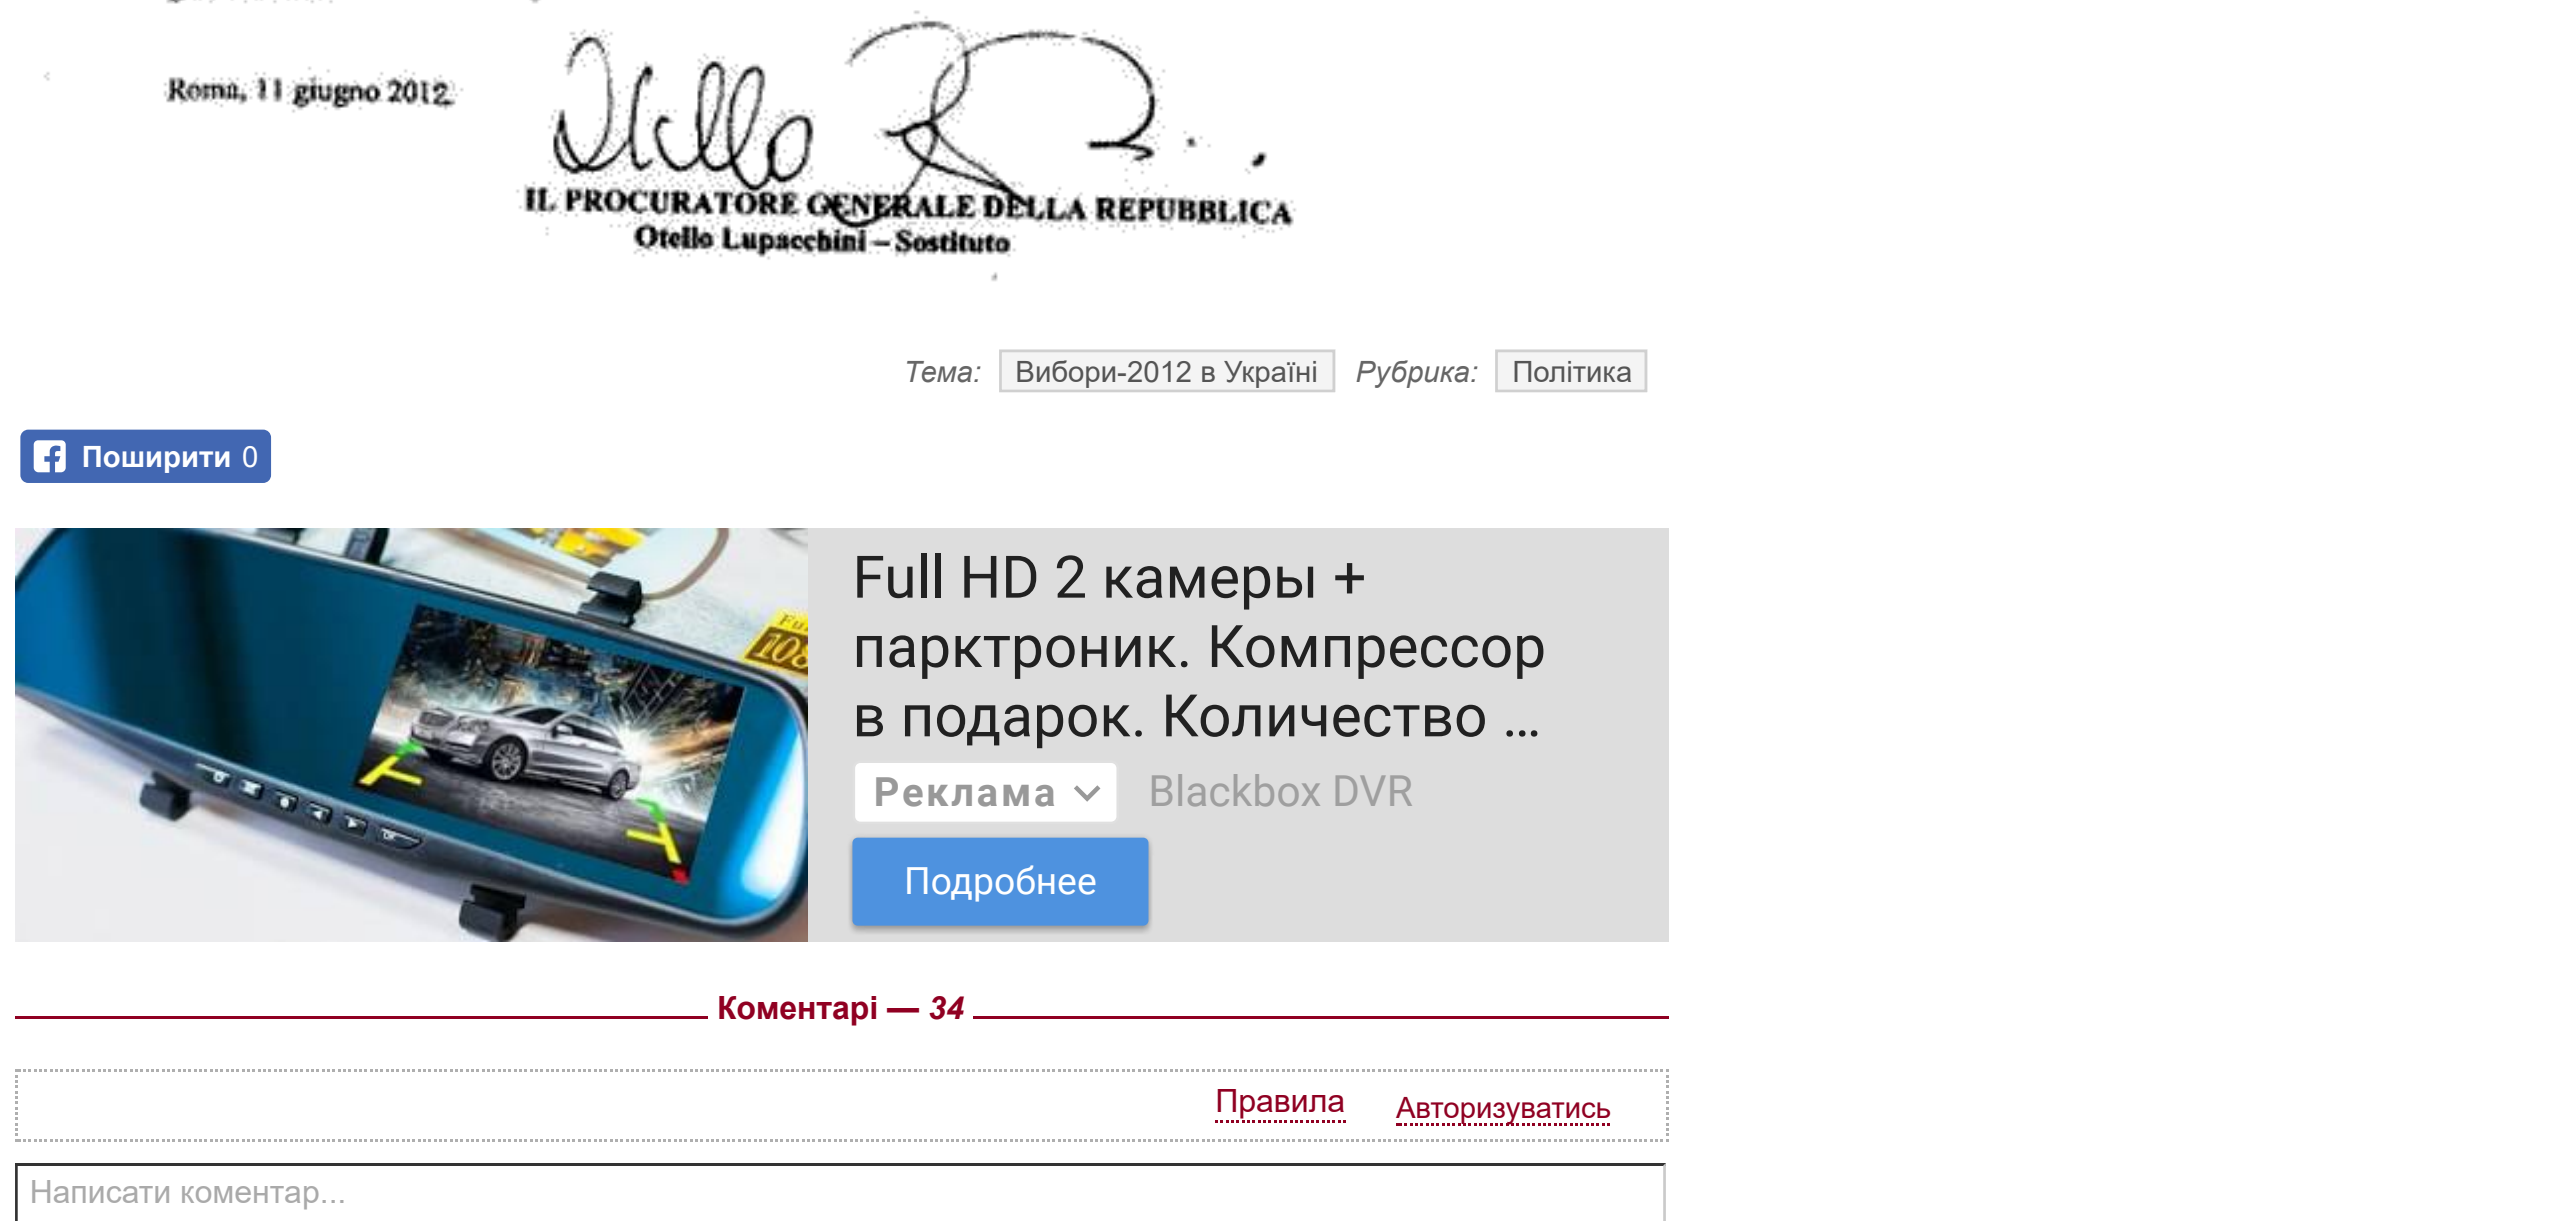 Roma, 11 giugno 2012
IL PROCURATORE GENERALE DELLA REPUBBLICA
Otello Lupacchini – Sostituto
Тема: Вибори-2012 в Україні Рубрика: Політика
Поширити 0
Full HD 2 камеры +
парктроник. Компрессор
в подарок. Количество ...
Реклама Blackbox DVR
Подробнее
Коментарі — 34
Правила Авторизуватись
Написати коментар...